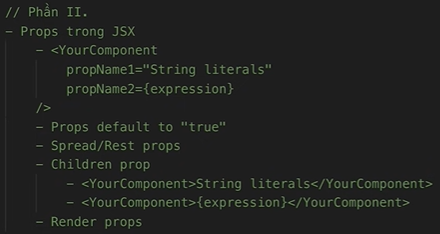 // Phần II.
- Props trong JSX
- <YourComponent
propName1="String literals"
propName2={expression}
/>
- Props default to "true"
- Spread/Rest props
- Children prop
- <YourComponent>String literals</YourComponent>
- <YourComponent>{expression}</YourComponent>
- Render props